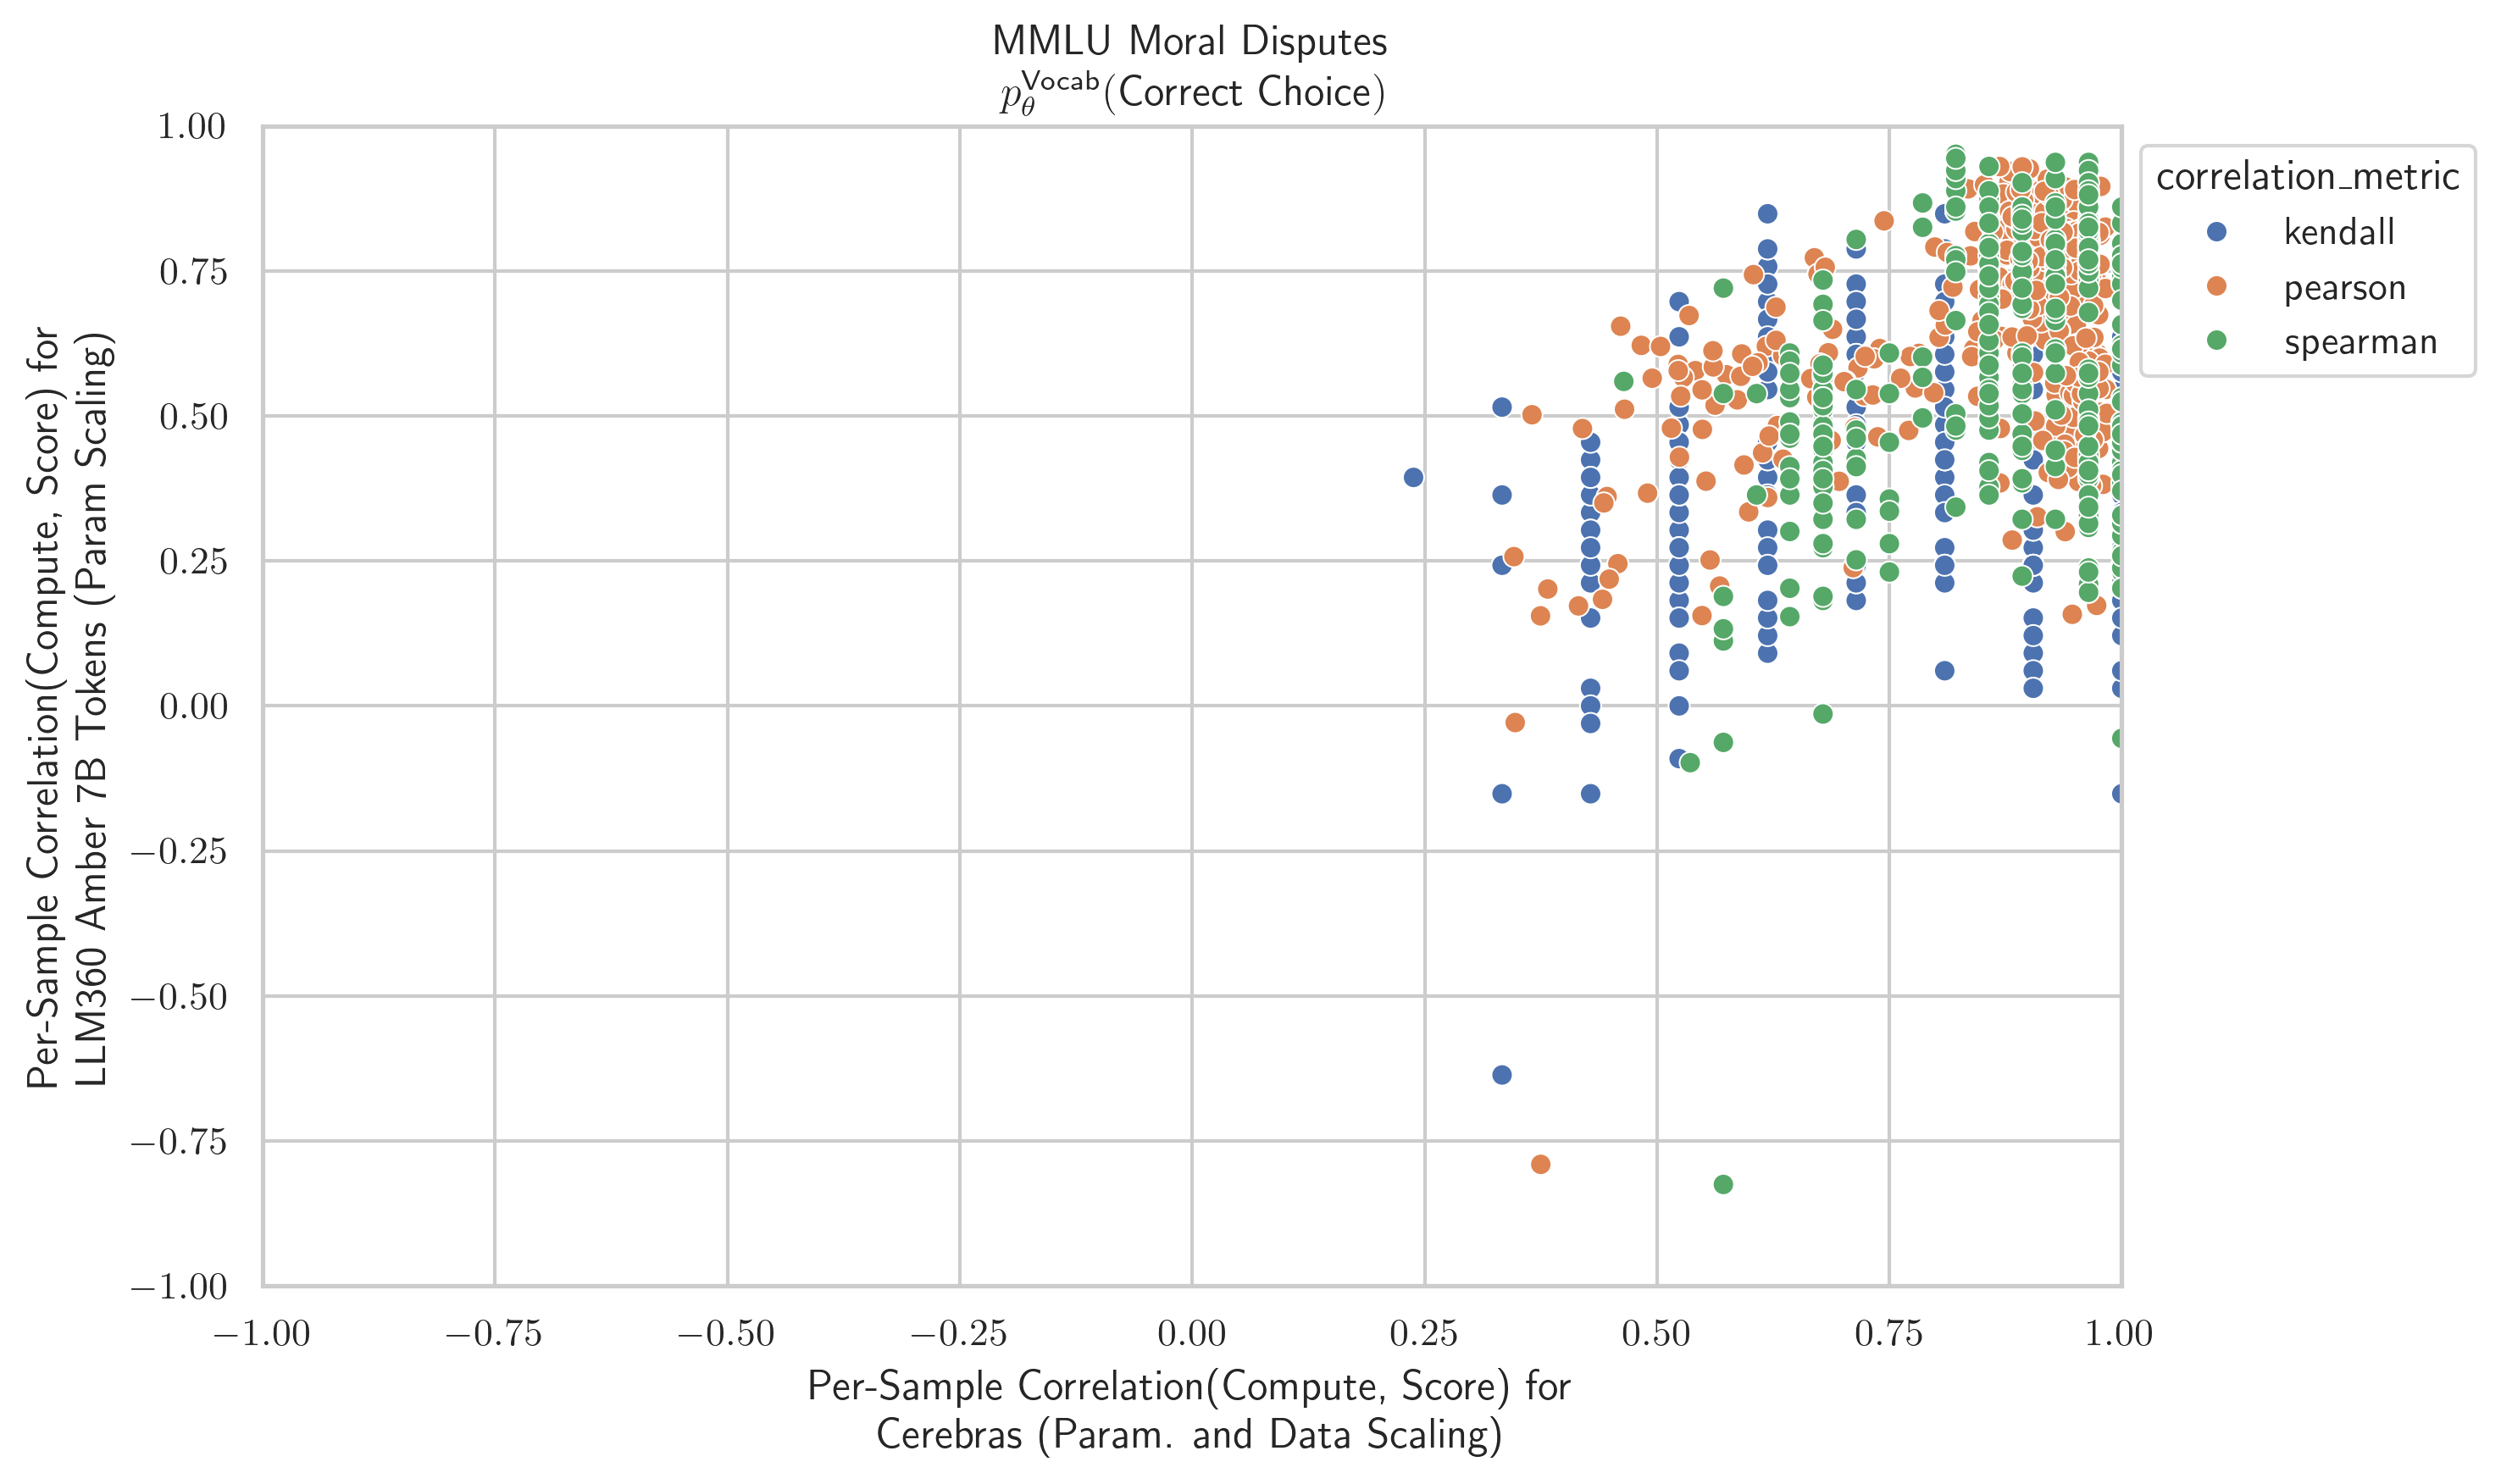 MMLU Moral Disputes
p_θ^Vocab(Correct Choice)
1.00
0.75
0.50
0.25
0.00
−0.25
−0.50
−0.75
−1.00
Per-Sample Correlation(Compute, Score) for
LLM360 Amber 7B Tokens (Param Scaling)
correlation_metric
kendall
pearson
spearman
−1.00 −0.75 −0.50 −0.25 0.00 0.25 0.50 0.75 1.00
Per-Sample Correlation(Compute, Score) for
Cerebras (Param. and Data Scaling)